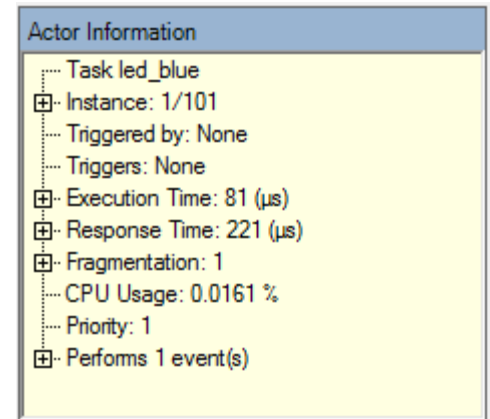 Actor Information
Task led_blue
Instance: 1/101
Triggered by: None
Triggers: None
Execution Time: 81 (µs)
Response Time: 221 (µs)
Fragmentation: 1
CPU Usage: 0.0161 %
Priority: 1
Performs 1 event(s)